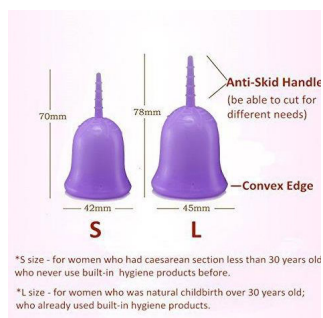 Anti-Skid Handle
(be able to cut for
different needs)
70mm
78mm
Convex Edge
42mm
45mm
S
L
*S size - for women who had caesarean section less than 30 years old
who never use built-in hygiene products before.
*L size - for women who was natural childbirth over 30 years old;
who already used built-in hygiene products.